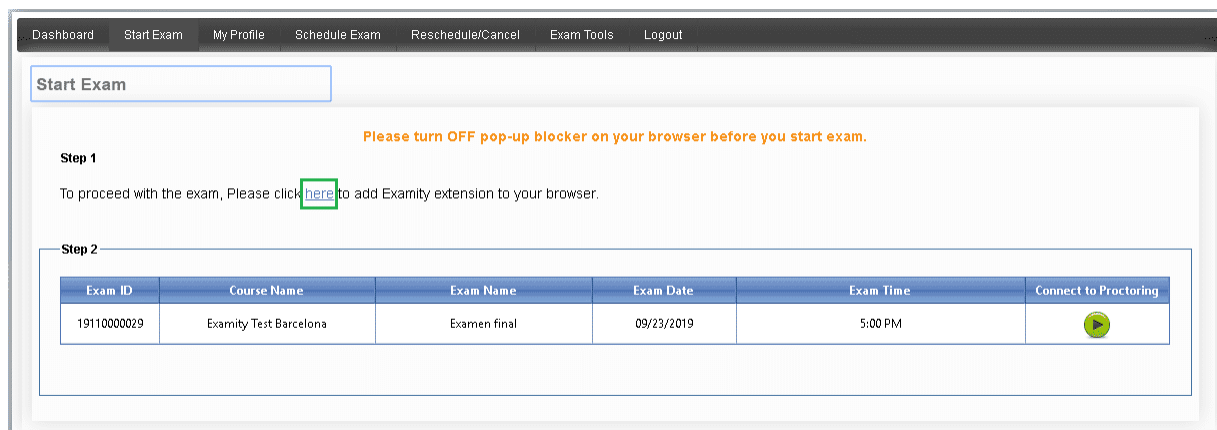 Dashboard Start Exam My Profile Schedule Exam Reschedule/Cancel Exam Tools Logout
Start Exam
Please turn OFF pop-up blocker on your browser before you start exam.
Step 1
To proceed with the exam, Please click here to add Examity extension to your browser.
Step 2
Exam ID Course Name Exam Name Exam Date Exam Time Connect to Proctoring
19110000029 Examity Test Barcelona Examen final 09/23/2019 5:00 PM